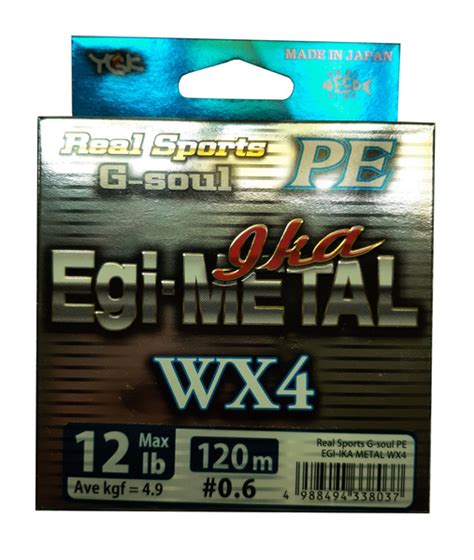 YGK
MADE IN JAPAN
Real Sports
G-soul
PE
Ika
Egi-METAL
WX4
12 Max lb
Ave kgf = 4.9
120m
#0.6
Real Sports G-soul PE
EGI-IKA METAL WX4
4 988494 338037